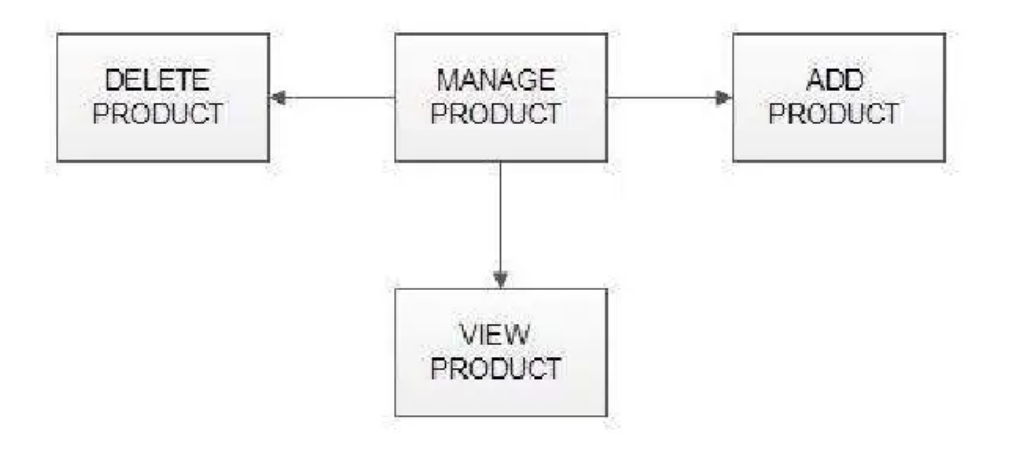 DELETE
PRODUCT
MANAGE
PRODUCT
ADD
PRODUCT
VIEW
PRODUCT